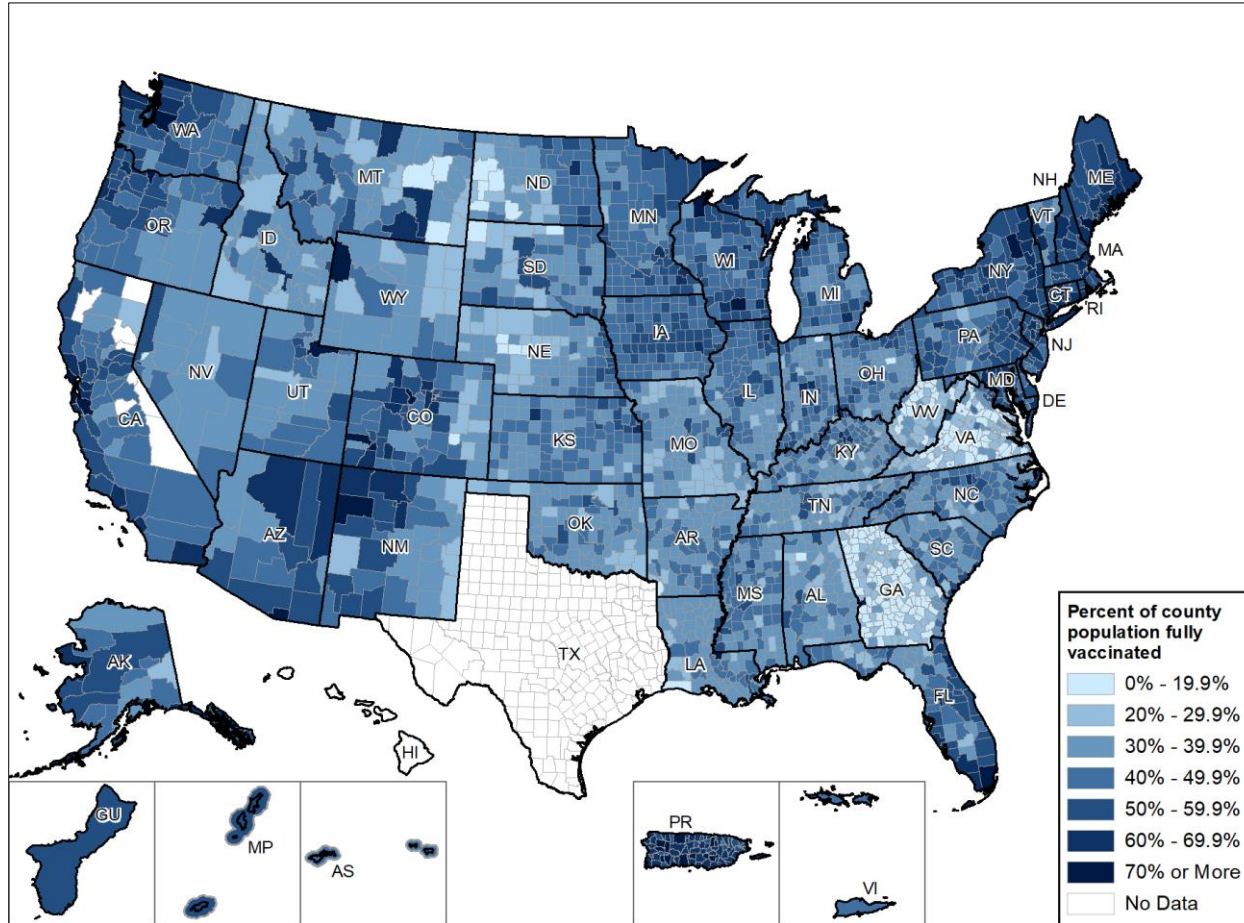 WA
MT
ND
MN
OR
ID
SD
WI
MI
WY
NE
IA
NV
UT
CO
CA
KS
MO
IL
IN
OH
KY
WV
VA
PA
NY
NH
VT
ME
MA
CT
RI
NJ
MD
DE
AZ
NM
OK
AR
TN
NC
SC
MS
AL
GA
LA
TX
FL
AK
HI
GU
MP
AS
PR
VI
Percent of county
population fully
vaccinated
0% - 19.9%
20% - 29.9%
30% - 39.9%
40% - 49.9%
50% - 59.9%
60% - 69.9%
70% or More
No Data